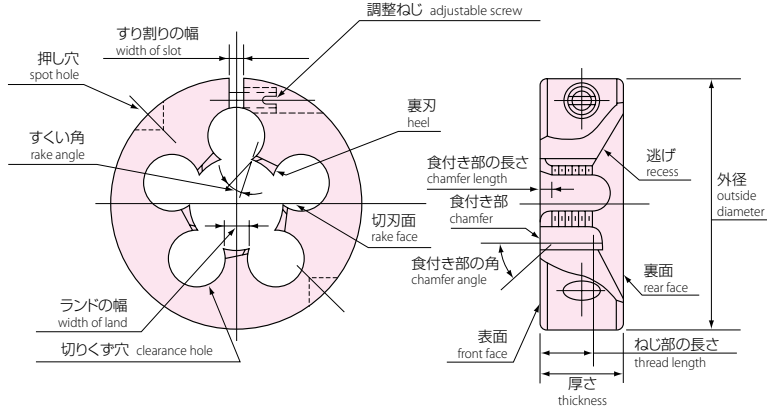 すり割りの幅
width of slot
調整ねじ adjustable screw
押し穴
spot hole
裏刃
heel
すくい角
rake angle
切刃面
rake face
ランドの幅
width of land
切りくず穴 clearance hole
食付き部の長さ
chamfer length
食付き部
chamfer
食付き部の角
chamfer angle
逃げ
recess
外径
outside
diameter
裏面
rear face
表面
front face
ねじ部の長さ
thread length
厚さ
thickness